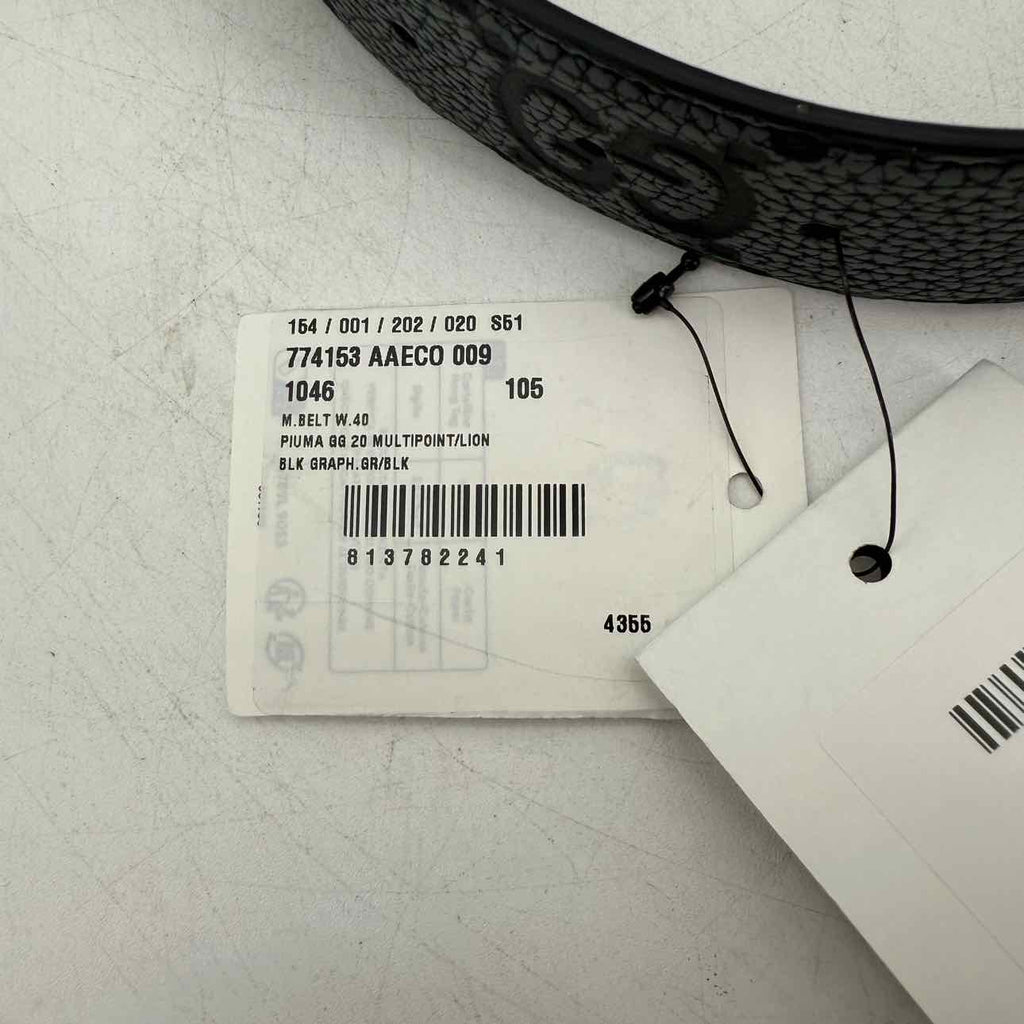 154 / 001 / 202 / 020 S51
774153 AAECO 009
1046 105
M.BELT W.40
PIUMA GG 20 MULTIPOINT/LION
BLK GRAPH.GR/BLK
813782241
4355